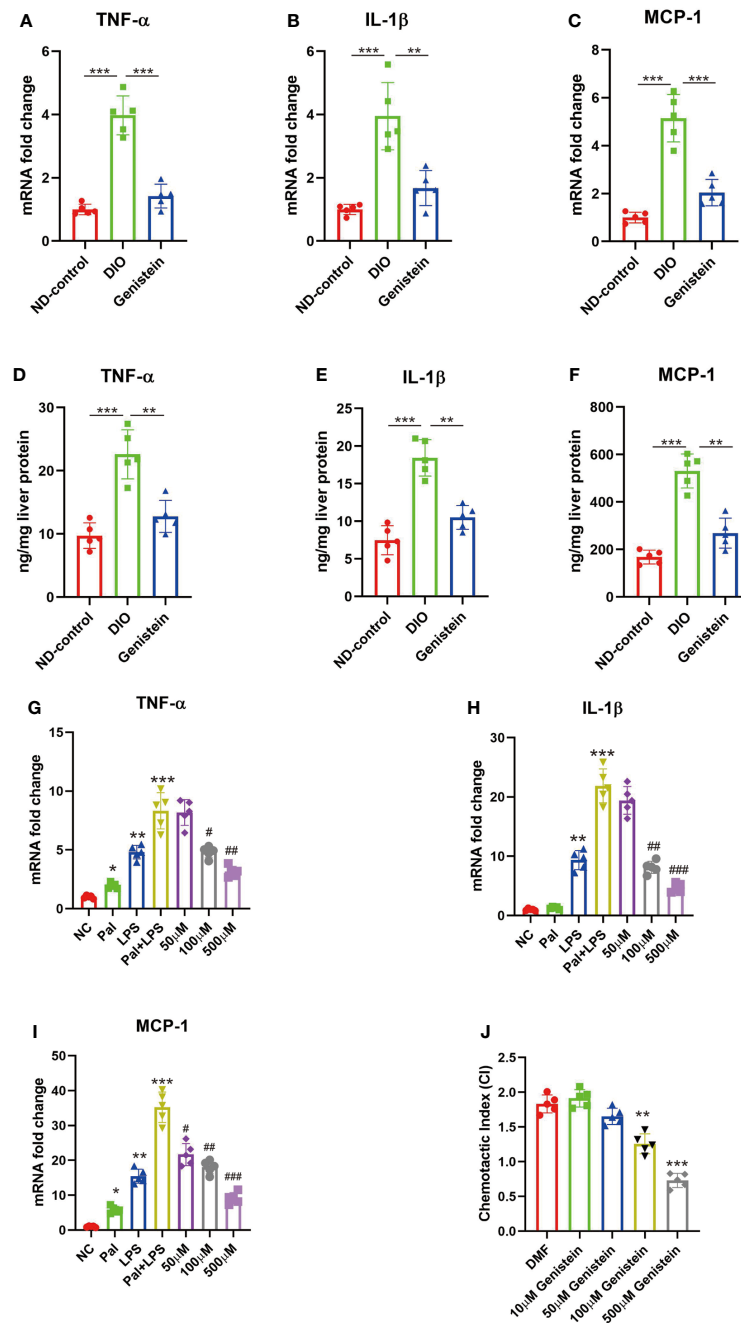 A
TNF-α
mRNA fold change
6
4
2
0
***
***
ND-control
DIO
Genistein
B
IL-1β
mRNA fold change
6
4
2
0
***
**
ND-control
DIO
Genistein
C
MCP-1
mRNA fold change
8
6
4
2
0
***
***
ND-control
DIO
Genistein
D
TNF-α
ng/mg liver protein
30
20
10
0
***
**
ND-control
DIO
Genistein
E
IL-1β
ng/mg liver protein
25
20
15
10
5
0
***
**
ND-control
DIO
Genistein
F
MCP-1
ng/mg liver protein
800
600
400
200
0
***
**
ND-control
DIO
Genistein
G
TNF-α
mRNA fold change
15
10
5
0
*
**
***
#
##
NC
Pal
LPS
Pal+LPS
50μM
100μM
500μM
H
IL-1β
mRNA fold change
30
20
10
0
**
***
##
###
NC
Pal
LPS
Pal+LPS
50μM
100μM
500μM
I
MCP-1
mRNA fold change
50
40
30
20
10
0
*
**
***
#
##
###
NC
Pal
LPS
Pal+LPS
50μM
100μM
500μM
J
Chemotactic Index (CI)
2.5
2.0
1.5
1.0
0.5
0.0
**
***
DMF
10μM Genistein
50μM Genistein
100μM Genistein
500μM Genistein